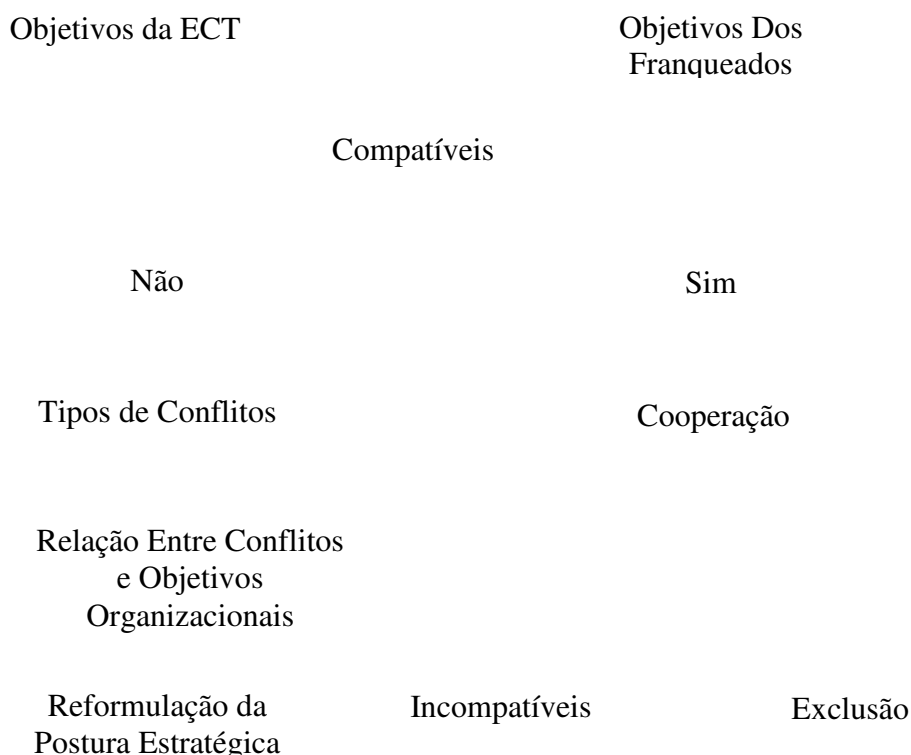 Objetivos da ECT
Objetivos Dos
Franqueados
Compatíveis
Não
Sim
Tipos de Conflitos
Cooperação
Relação Entre Conflitos
e Objetivos
Organizacionais
Reformulação da
Postura Estratégica
Incompatíveis
Exclusão